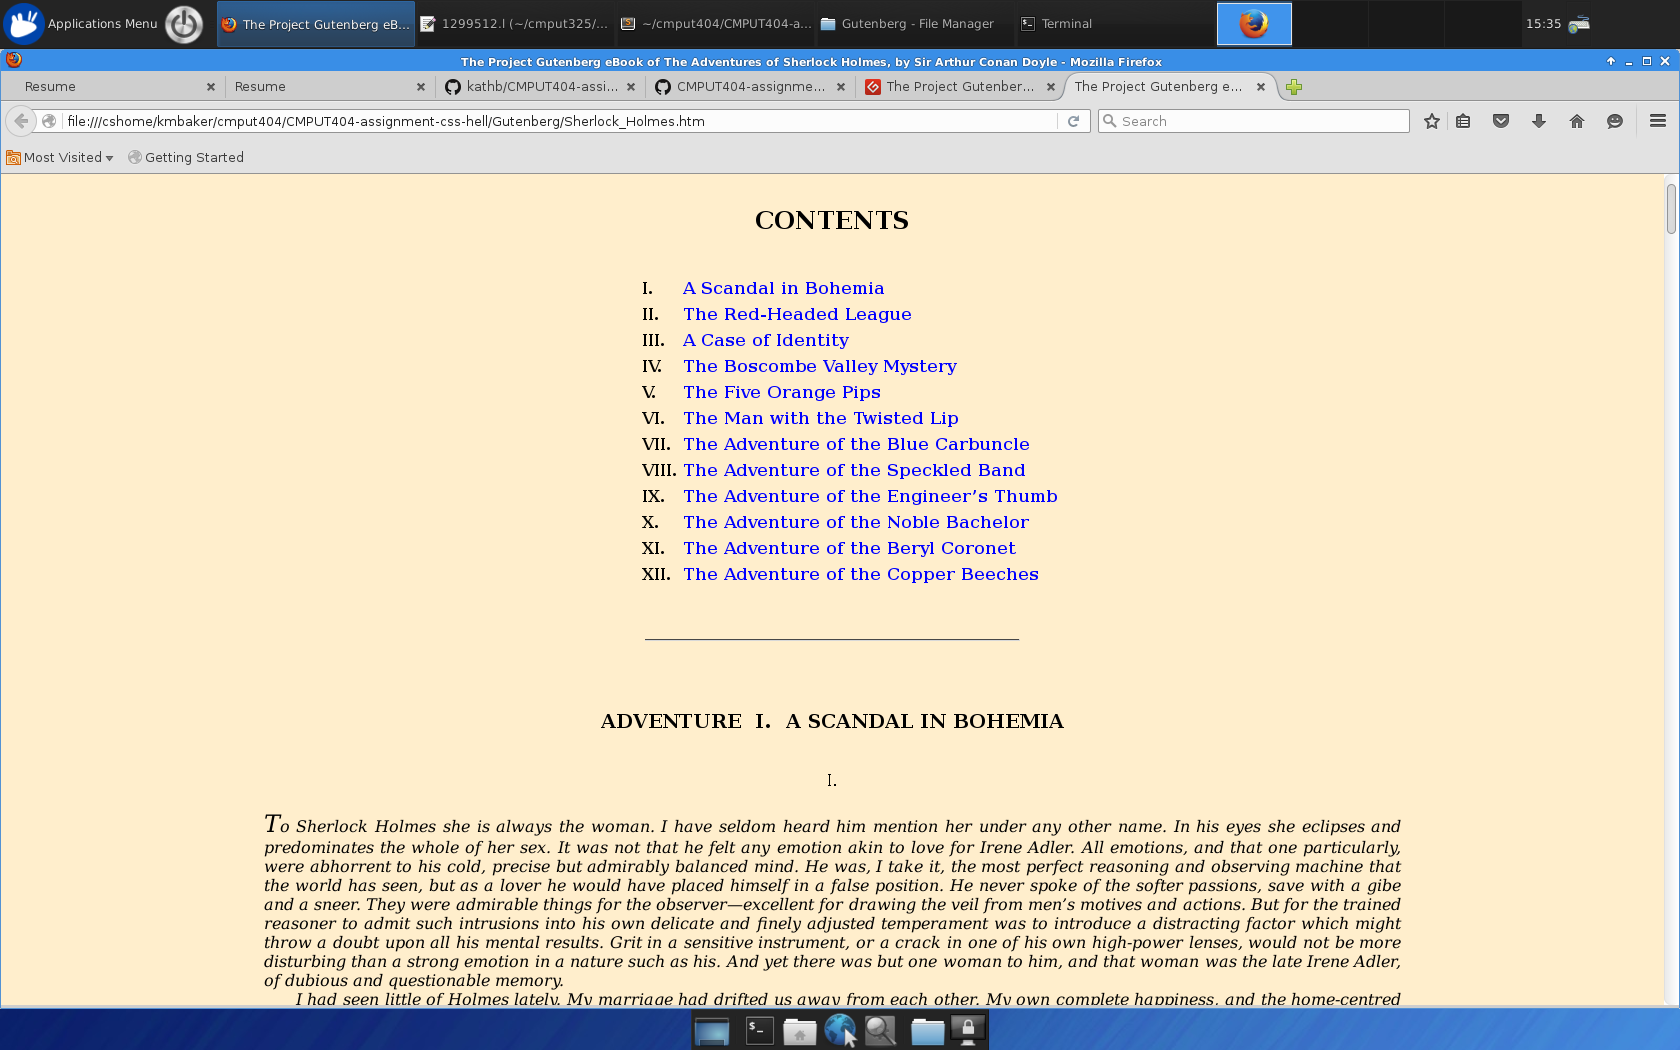 Applications Menu
The Project Gutenberg eB...
1299512.l (~/cmput325/...
~/cmput404/CMPUT404-a...
Gutenberg - File Manager
Terminal
15:35
The Project Gutenberg eBook of The Adventures of Sherlock Holmes, by Sir Arthur Conan Doyle - Mozilla Firefox
Resume
Resume
kathb/CMPUT404-assi...
CMPUT404-assignme...
The Project Gutenber...
The Project Gutenberg e...
file:///cshome/kmbaker/cmput404/CMPUT404-assignment-css-hell/Gutenberg/Sherlock_Holmes.htm
Search
Most Visited
Getting Started
CONTENTS
I. A Scandal in Bohemia
II. The Red-Headed League
III. A Case of Identity
IV. The Boscombe Valley Mystery
V. The Five Orange Pips
VI. The Man with the Twisted Lip
VII. The Adventure of the Blue Carbuncle
VIII. The Adventure of the Speckled Band
IX. The Adventure of the Engineer’s Thumb
X. The Adventure of the Noble Bachelor
XI. The Adventure of the Beryl Coronet
XII. The Adventure of the Copper Beeches
ADVENTURE I. A SCANDAL IN BOHEMIA
I.
To Sherlock Holmes she is always the woman. I have seldom heard him mention her under any other name. In his eyes she eclipses and
predominates the whole of her sex. It was not that he felt any emotion akin to love for Irene Adler. All emotions, and that one particularly,
were abhorrent to his cold, precise but admirably balanced mind. He was, I take it, the most perfect reasoning and observing machine that
the world has seen, but as a lover he would have placed himself in a false position. He never spoke of the softer passions, save with a gibe
and a sneer. They were admirable things for the observer—excellent for drawing the veil from men’s motives and actions. But for the trained
reasoner to admit such intrusions into his own delicate and finely adjusted temperament was to introduce a distracting factor which might
throw a doubt upon all his mental results. Grit in a sensitive instrument, or a crack in one of his own high-power lenses, would not be more
disturbing than a strong emotion in a nature such as his. And yet there was but one woman to him, and that woman was the late Irene Adler,
of dubious and questionable memory.
I had seen little of Holmes lately. My marriage had drifted us away from each other. My own complete happiness, and the home-centred
$_